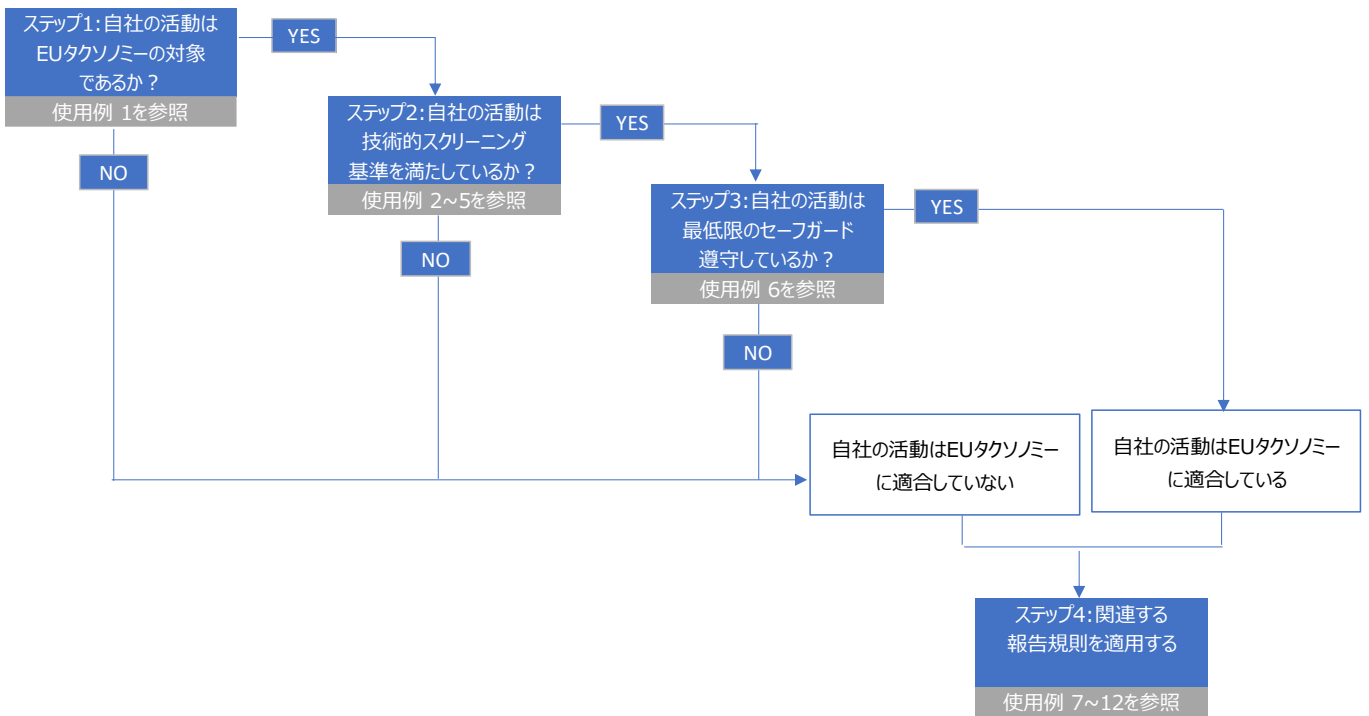 ステップ1:自社の活動は
EUタクソノミーの対象
であるか？
使用例 1を参照
YES
NO
ステップ2:自社の活動は
技術的スクリーニング
基準を満たしているか？
使用例 2~5を参照
YES
NO
ステップ3:自社の活動は
最低限のセーフガード
遵守しているか？
使用例 6を参照
YES
NO
自社の活動はEUタクソノミー
に適合していない
自社の活動はEUタクソノミー
に適合している
ステップ4:関連する
報告規則を適用する
使用例 7~12を参照